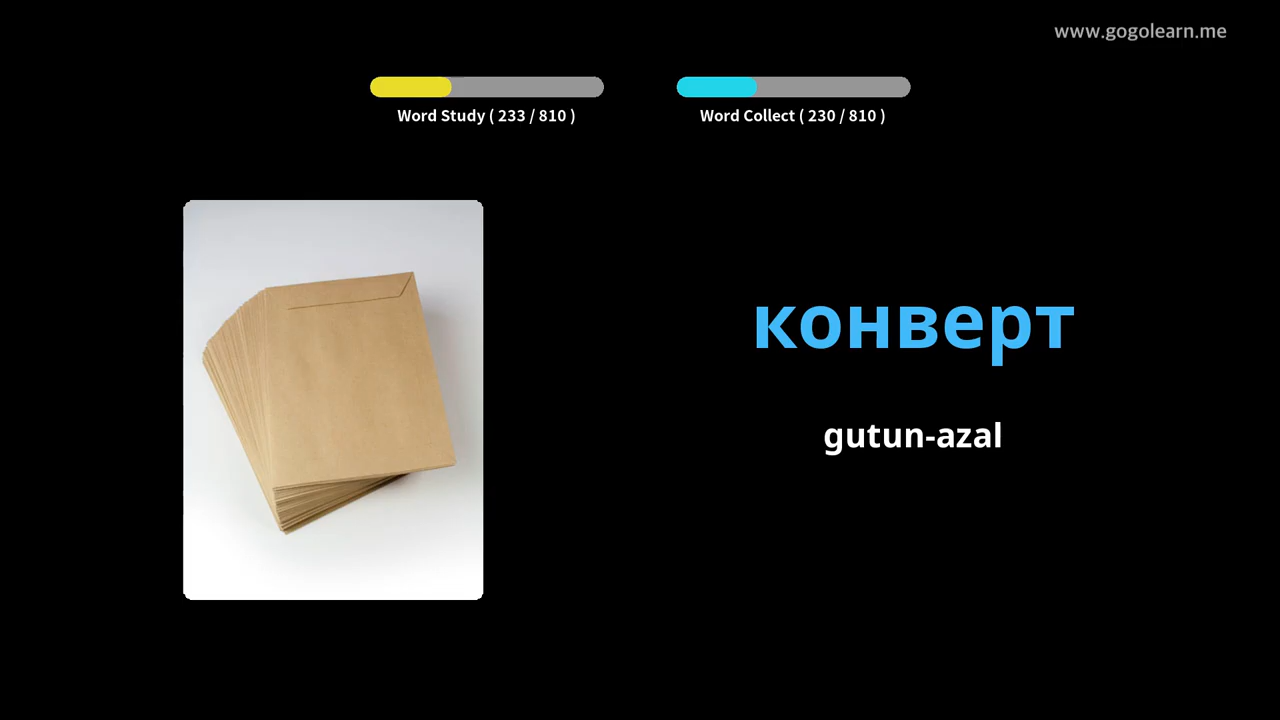 www.gogolearn.me
Word Study ( 233 / 810 )
Word Collect ( 230 / 810 )
конверт
gutun-azal